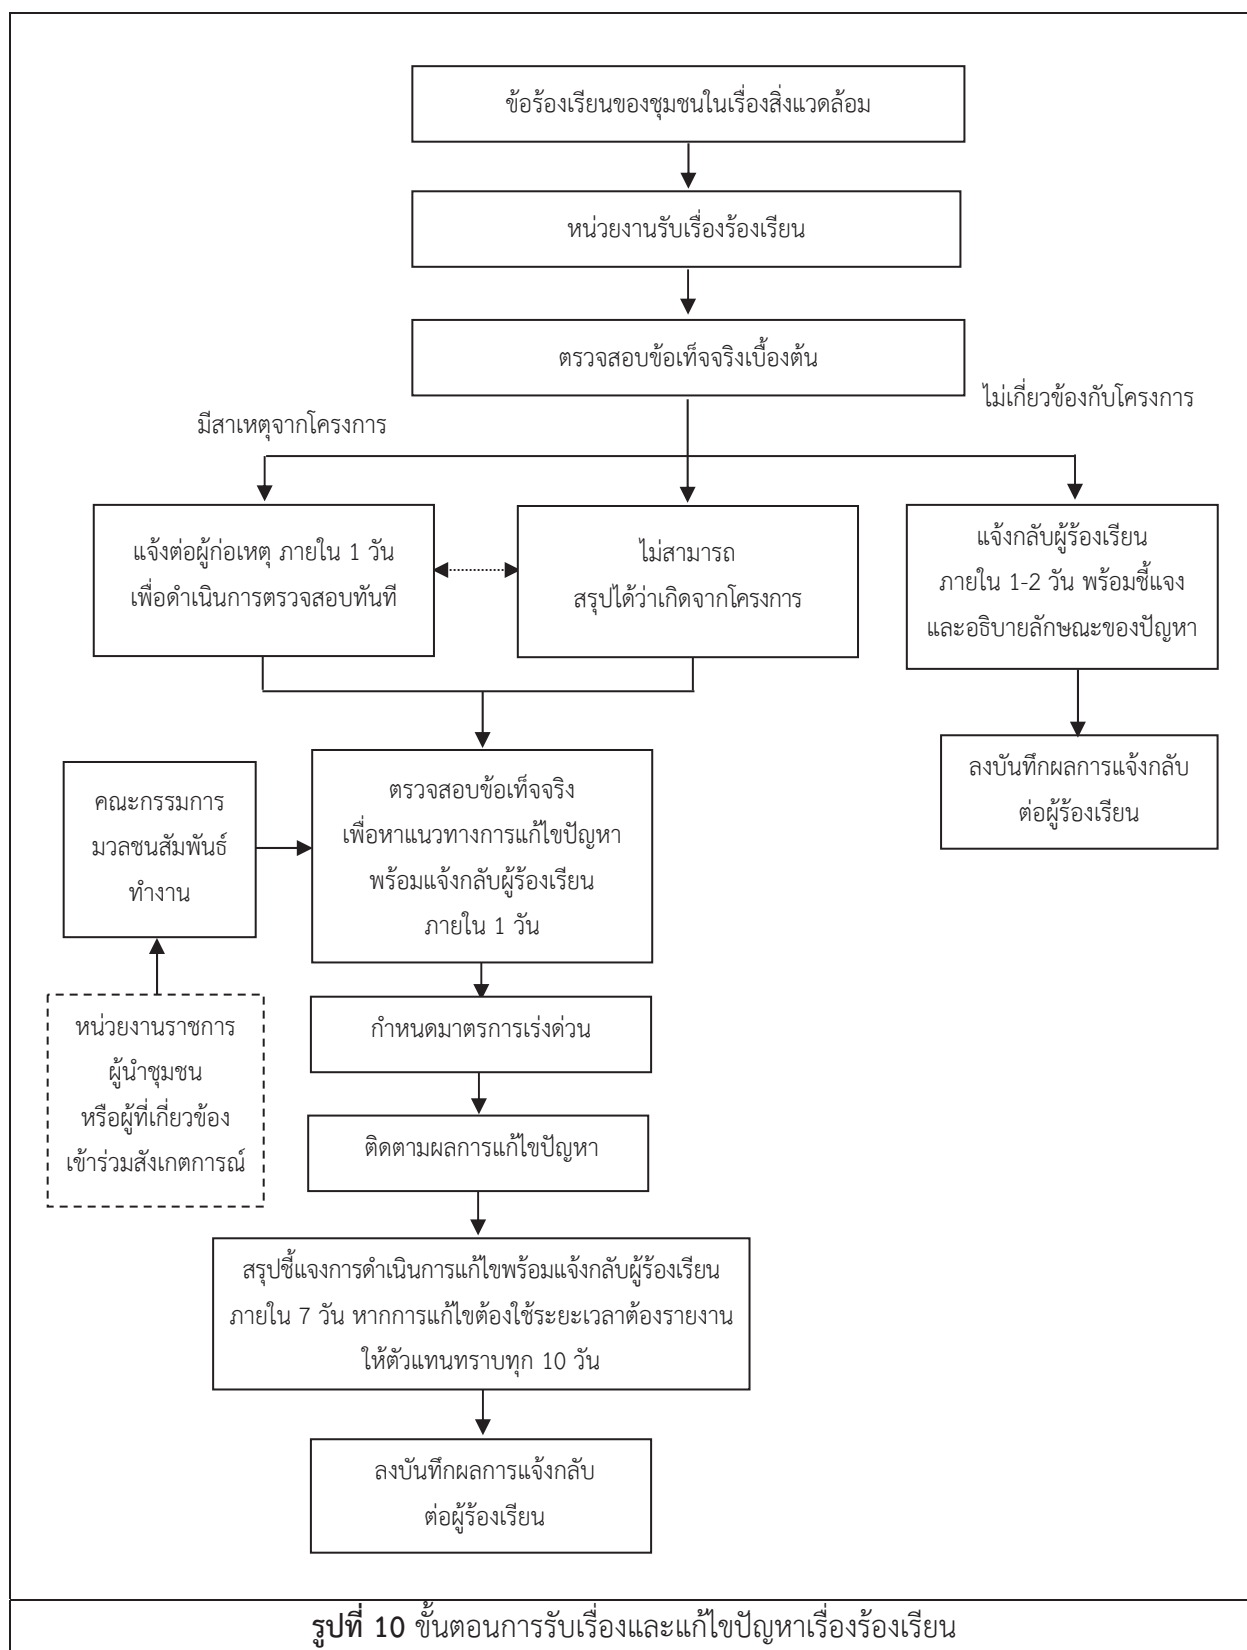 ข้อร้องเรียนของชุมชนในเรื่องสิ่งแวดล้อม
หน่วยงานรับเรื่องร้องเรียน
ตรวจสอบข้อเท็จจริงเบื้องต้น
มีสาเหตุจากโครงการ
ไม่เกี่ยวข้องกับโครงการ
แจ้งต่อผู้ก่อเหตุ ภายใน 1 วัน
เพื่อดำเนินการตรวจสอบทันที
ไม่สามารถ
สรุปได้ว่าเกิดจากโครงการ
แจ้งกลับผู้ร้องเรียน
ภายใน 1-2 วัน พร้อมชี้แจง
และอธิบายลักษณะของปัญหา
ลงบันทึกผลการแจ้งกลับ
ต่อผู้ร้องเรียน
คณะกรรมการ
มวลชนสัมพันธ์
ทำงาน
ตรวจสอบข้อเท็จจริง
เพื่อหาแนวทางการแก้ไขปัญหา
พร้อมแจ้งกลับผู้ร้องเรียน
ภายใน 1 วัน
หน่วยงานราชการ
ผู้นำชุมชน
หรือผู้ที่เกี่ยวข้อง
เข้าร่วมสังเกตการณ์
กำหนดมาตรการเร่งด่วน
ติดตามผลการแก้ไขปัญหา
สรุปชี้แจงการดำเนินการแก้ไขพร้อมแจ้งกลับผู้ร้องเรียน
ภายใน 7 วัน หากการแก้ไขต้องใช้ระยะเวลาต้องรายงาน
ให้ตัวแทนทราบทุก 10 วัน
ลงบันทึกผลการแจ้งกลับ
ต่อผู้ร้องเรียน
รูปที่ 10 ขั้นตอนการรับเรื่องและแก้ไขปัญหาเรื่องร้องเรียน